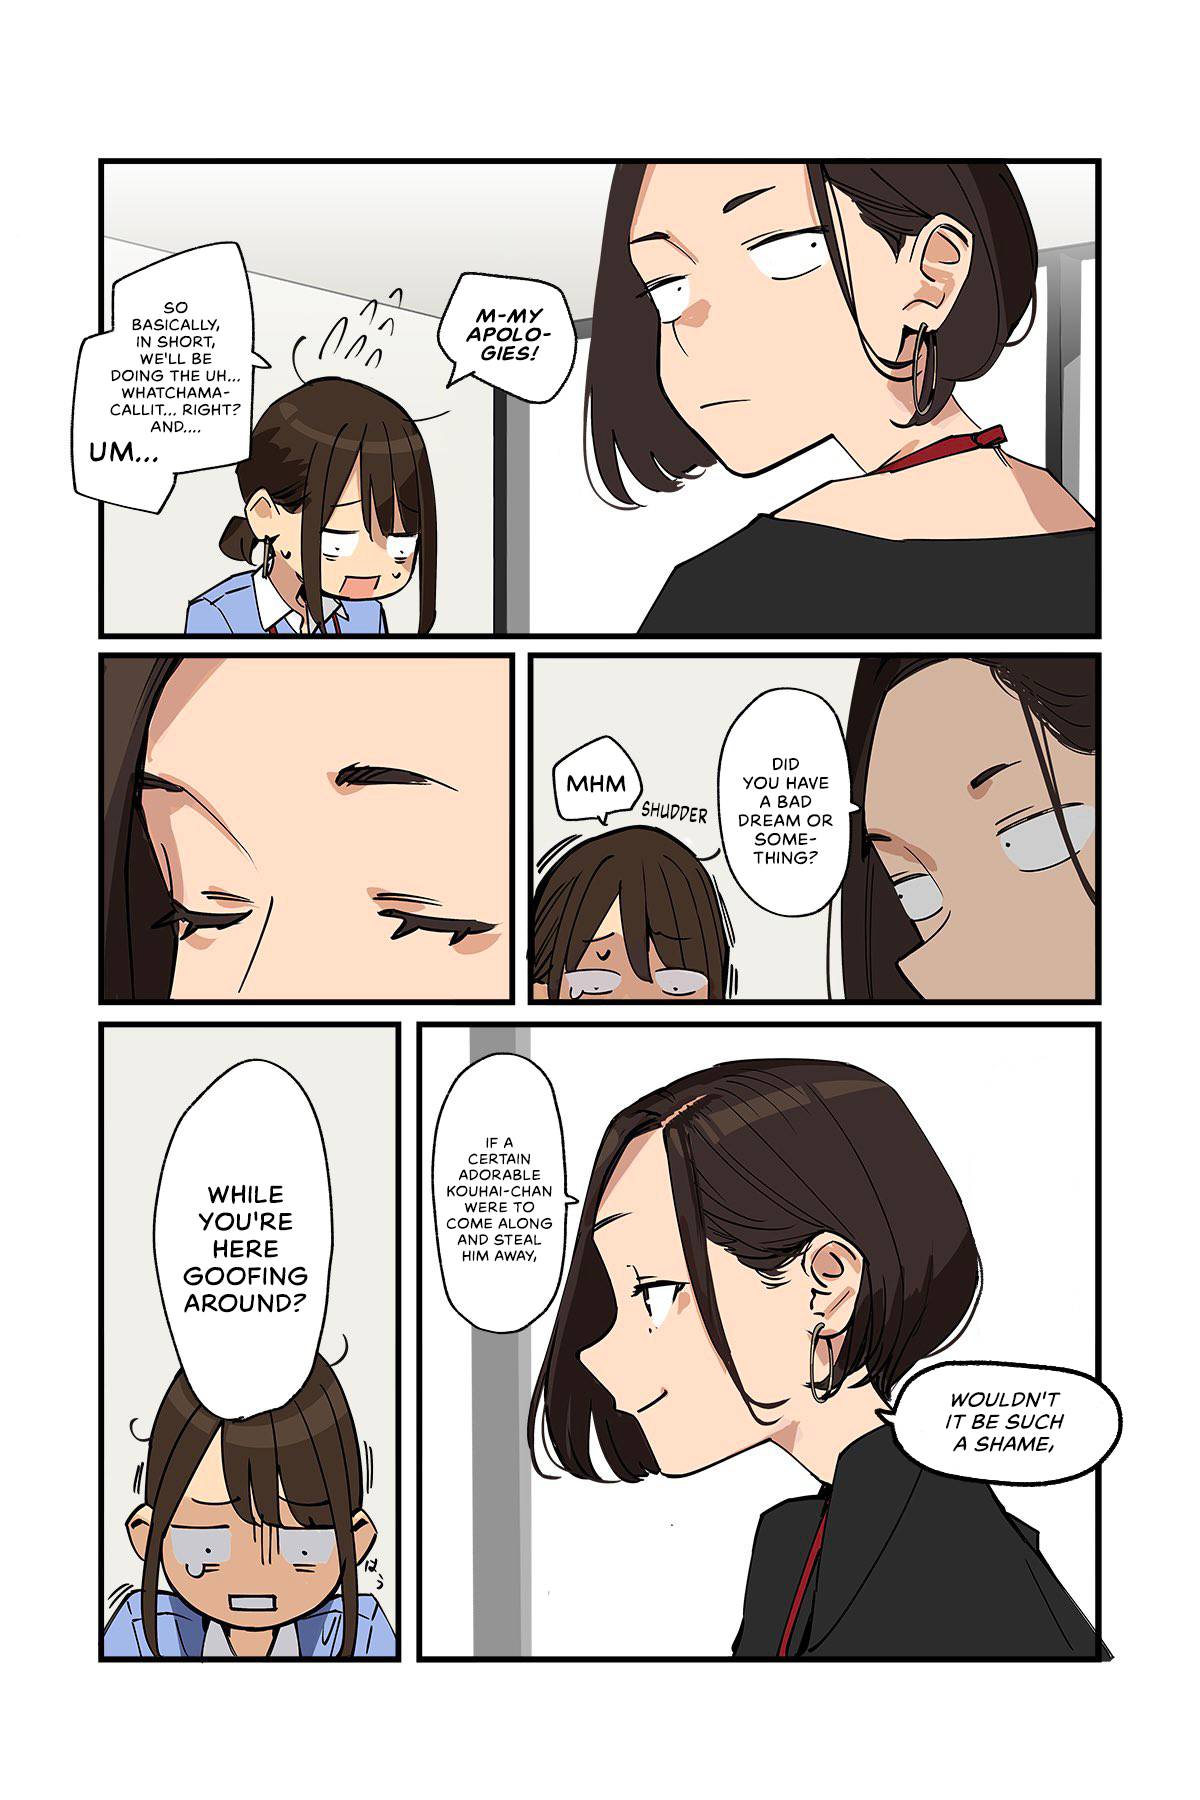 M-MY
APOLO-
GIES!
SO
BASICALLY,
IN SHORT,
WE'LL BE
DOING THE UH...
WHATCHAMA-
CALLIT... RIGHT?
AND....
UM...
DID
YOU HAVE
A BAD
DREAM OR
SOME-
THING?
SHUDDER
MHM
WOULDN'T
IT BE SUCH
A SHAME,
IF A
CERTAIN
ADORABLE
KOUHAI-CHAN
WERE TO
COME ALONG
AND STEAL
HIM AWAY,
WHILE
YOU'RE
HERE
GOOFING
AROUND?